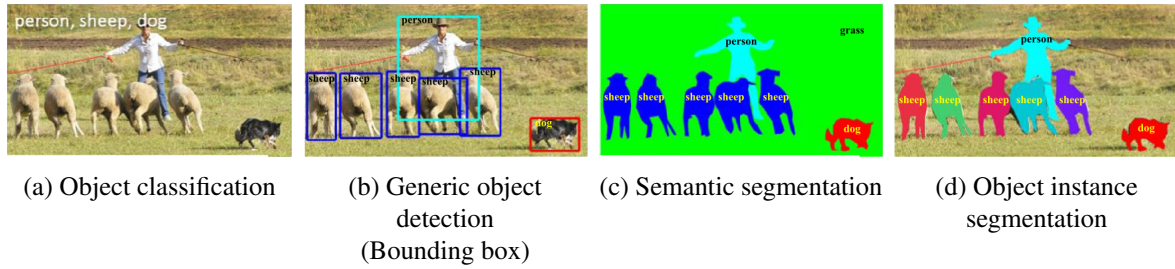 person, sheep, dog
person
sheep
sheep
sheep
sheep
sheep
dog
person
grass
sheep
sheep
sheep
sheep
sheep
dog
person
sheep
sheep
sheep
sheep
sheep
dog
(a) Object classification
(b) Generic object
detection
(Bounding box)
(c) Semantic segmentation
(d) Object instance
segmentation